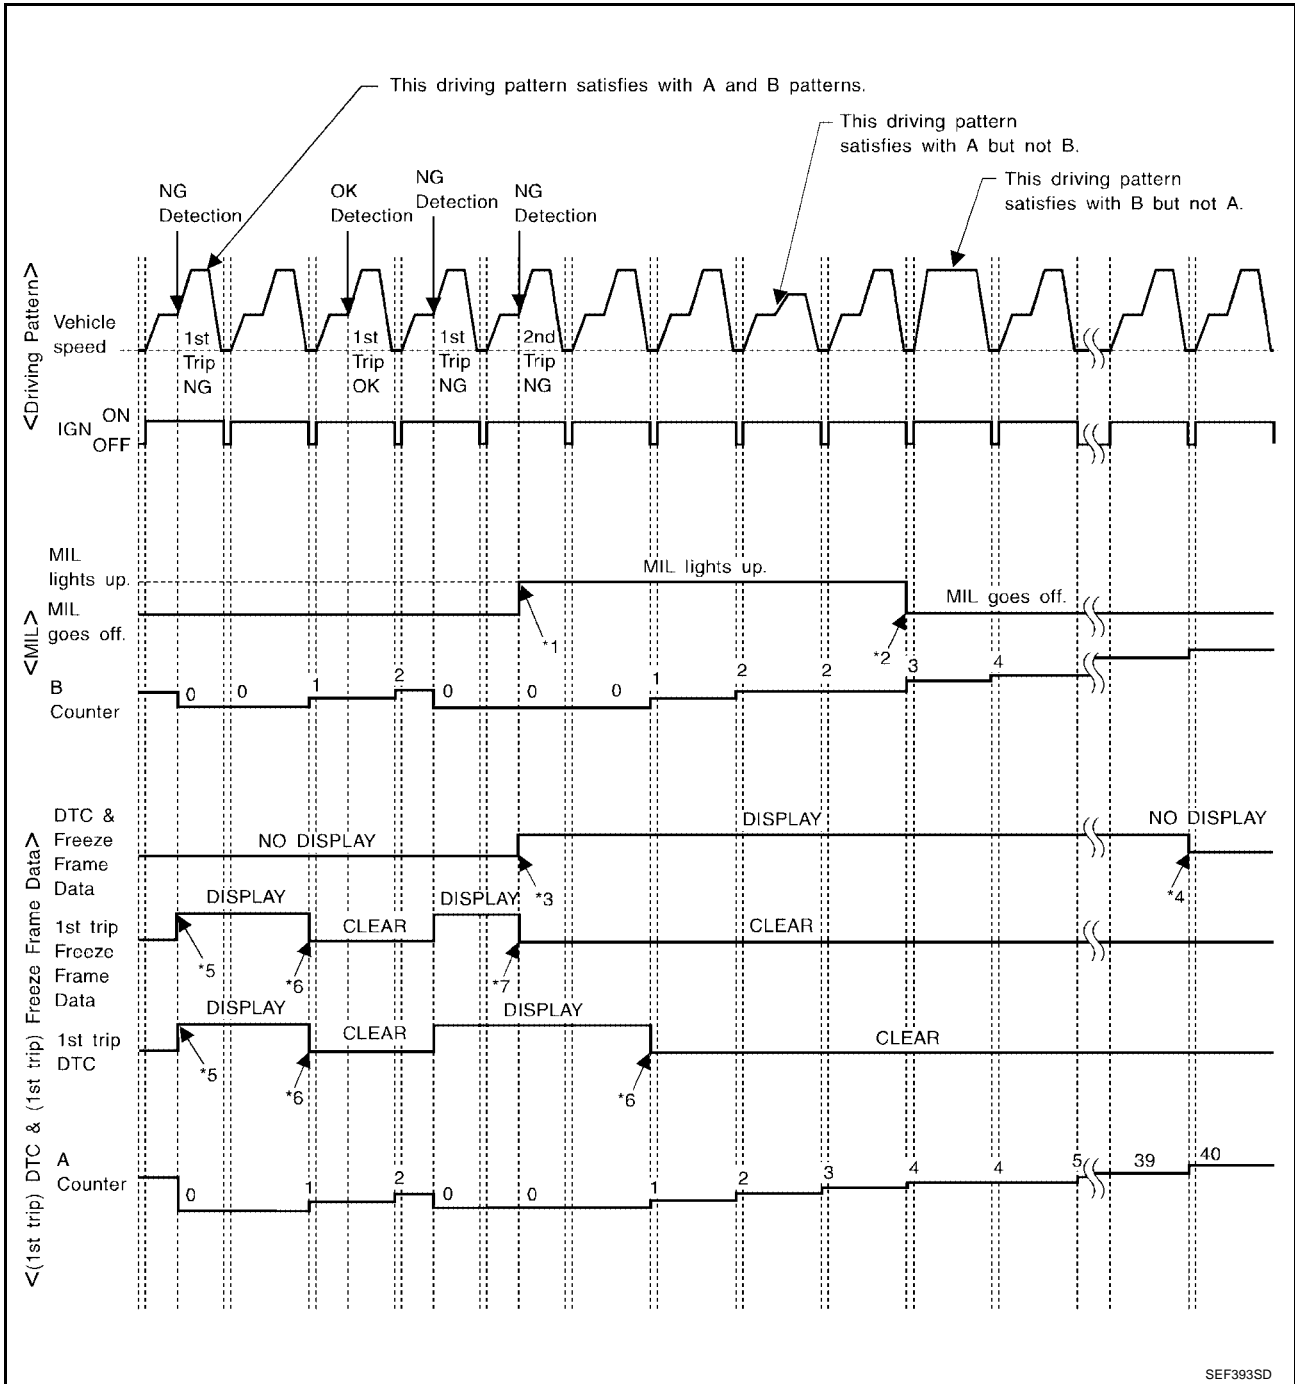 This driving pattern satisfies with A and B patterns.
This driving pattern
satisfies with A but not B.
This driving pattern
satisfies with B but not A.
NG
Detection
OK
Detection
NG
Detection
NG
Detection
<Driving Pattern>
Vehicle
speed
1st
Trip
NG
1st
Trip
OK
1st
Trip
NG
2nd
Trip
NG
IGN
ON
OFF
<MIL>
MIL
lights up.
MIL
goes off.
MIL lights up.
MIL goes off.
*1
*2
B
Counter
0
0
1
2
0
0
0
1
2
2
3
4
<(1st trip) DTC & (1st trip) Freeze Frame Data>
DTC &
Freeze
Frame
Data
NO DISPLAY
DISPLAY
NO DISPLAY
*3
*4
1st trip
Freeze
Frame
Data
DISPLAY
CLEAR
DISPLAY
CLEAR
*5
*6
*7
1st trip
DTC
DISPLAY
CLEAR
DISPLAY
CLEAR
*5
*6
*6
A
Counter
0
1
2
0
0
1
2
3
4
4
5
39
40
SEF393SD